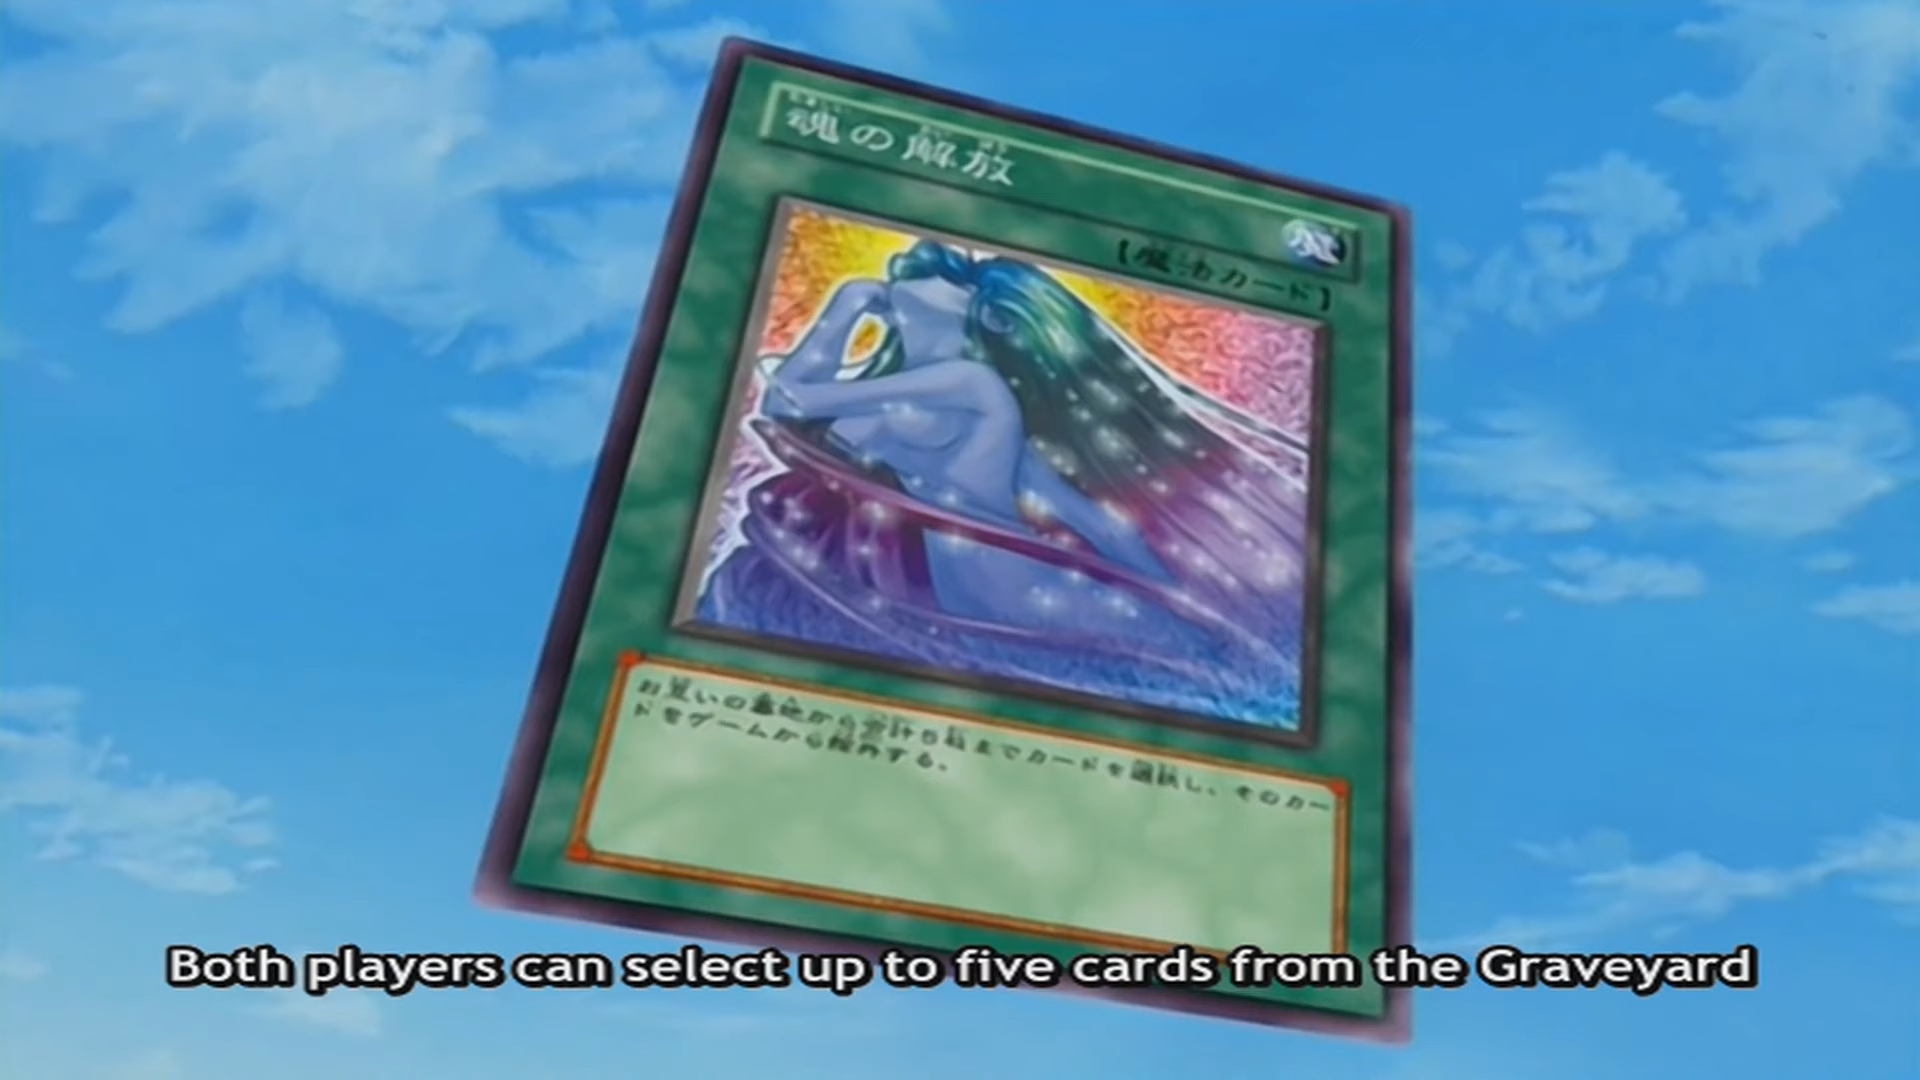 魂の解放
【魔法カード】
お互いの墓地から合計5枚までカードを選択し、そのカー
ドをゲームから除外する。
Both players can select up to five cards from the Graveyard